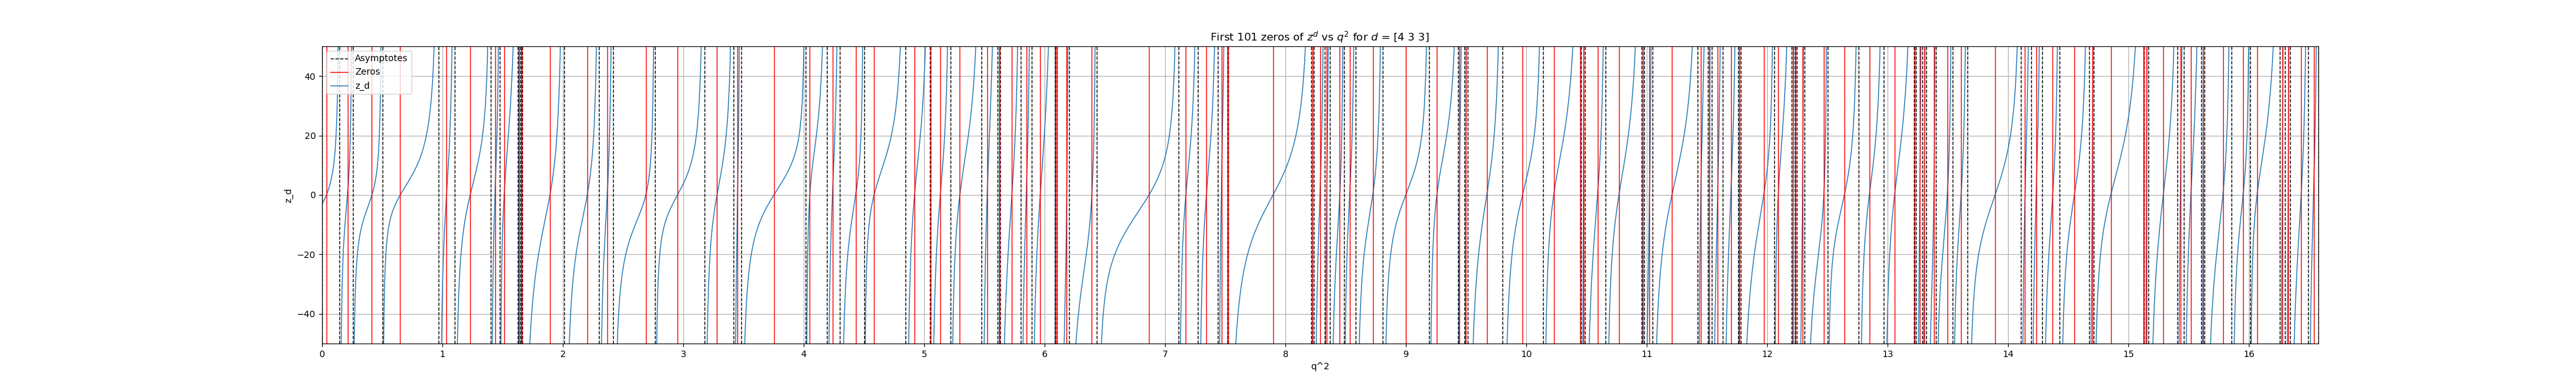 First 101 zeros of z^d vs q^2 for d = [4 3 3]
Asymptotes
Zeros
z_d
z_d
40
20
0
−20
−40
0 1 2 3 4 5 6 7 8 9 10 11 12 13 14 15 16
q^2